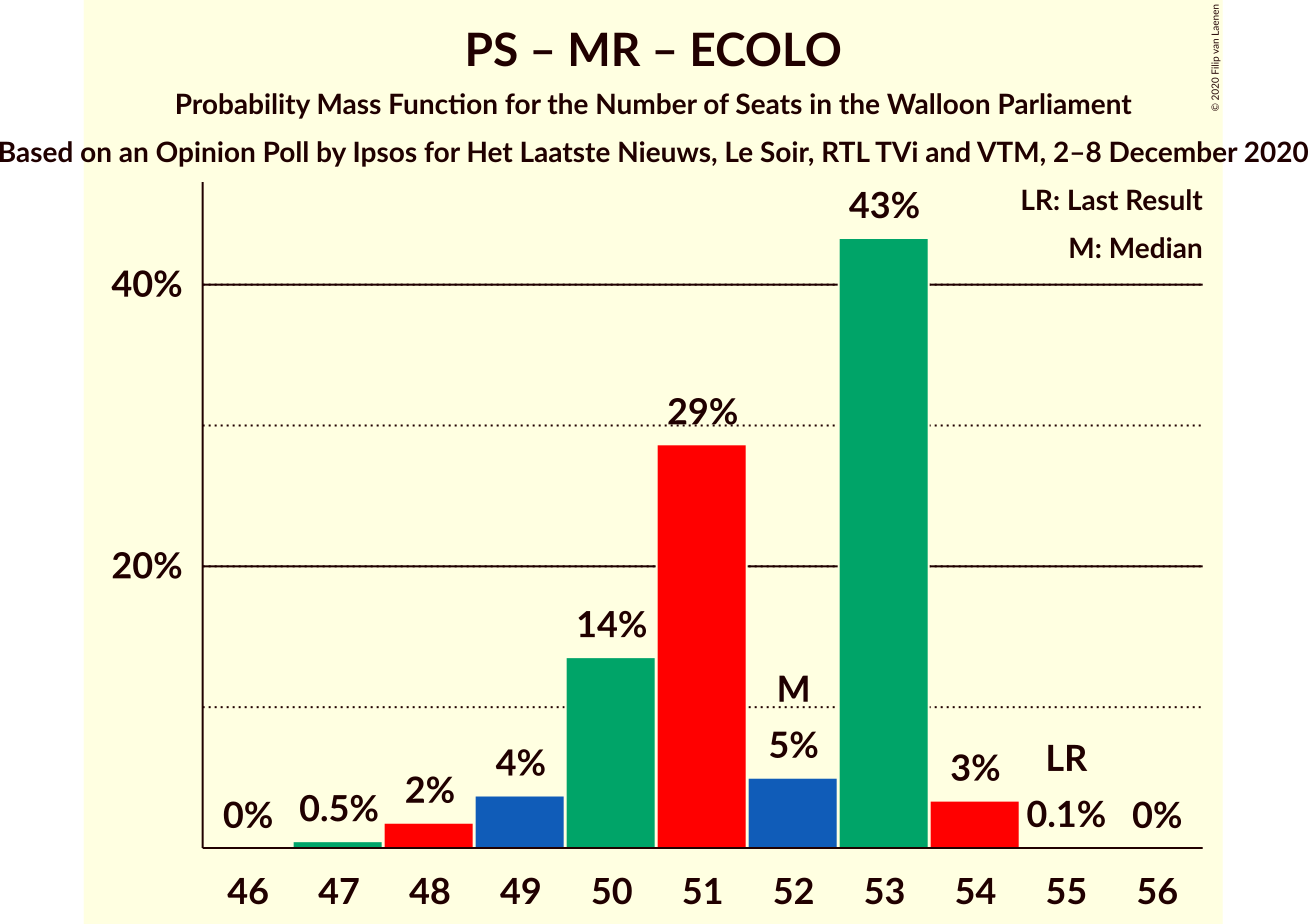 PS – MR – ECOLO
Probability Mass Function for the Number of Seats in the Walloon Parliament
Based on an Opinion Poll by Ipsos for Het Laatste Nieuws, Le Soir, RTL TVi and VTM, 2–8 December 2020
© 2020 Filip van Laenen
LR: Last Result
M: Median
40%
20%
0%
0.5%
2%
4%
14%
29%
M
5%
43%
3%
LR
0.1%
0%
46 47 48 49 50 51 52 53 54 55 56